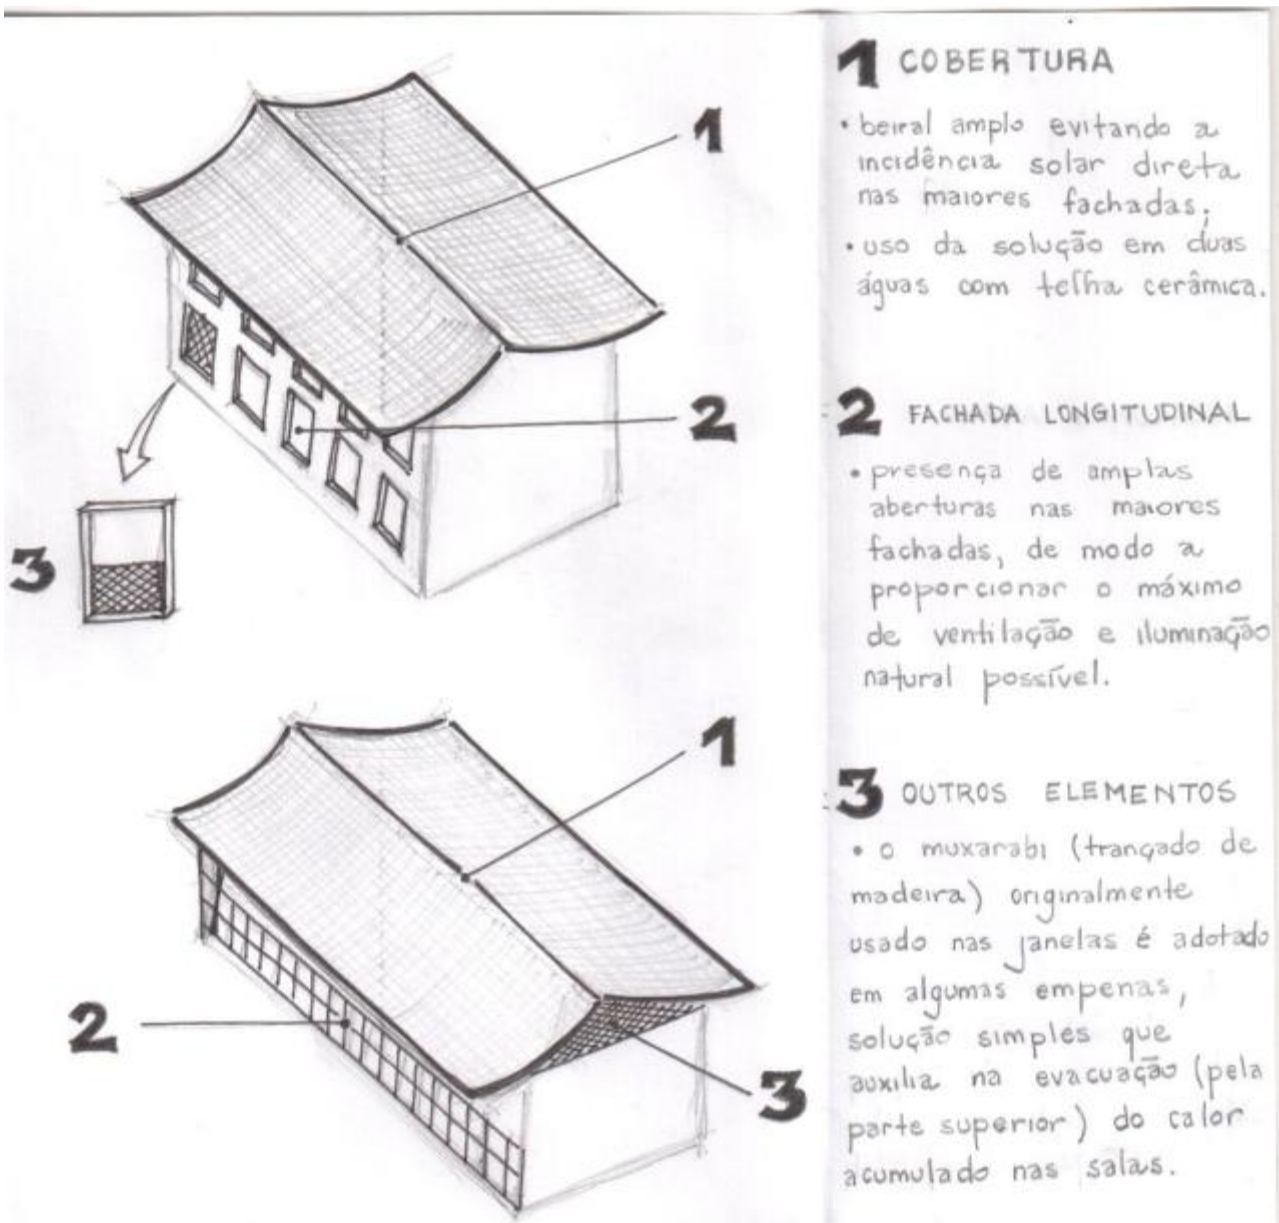 1
2
3
1
2
3
1 COBERTURA
• beiral amplo evitando a
incidência solar direta
nas maiores fachadas;
• uso da solução em duas
águas com telha cerâmica.
2 FACHADA LONGITUDINAL
• presença de amplas
aberturas nas maiores
fachadas, de modo a
proporcionar o máximo
de ventilação e iluminação
natural possível.
3 OUTROS ELEMENTOS
• o muxarabi (trançado de
madeira) originalmente
usado nas janelas é adotado
em algumas empenas,
solução simples que
auxilia na evacuação (pela
parte superior) do calor
acumulado nas salas.